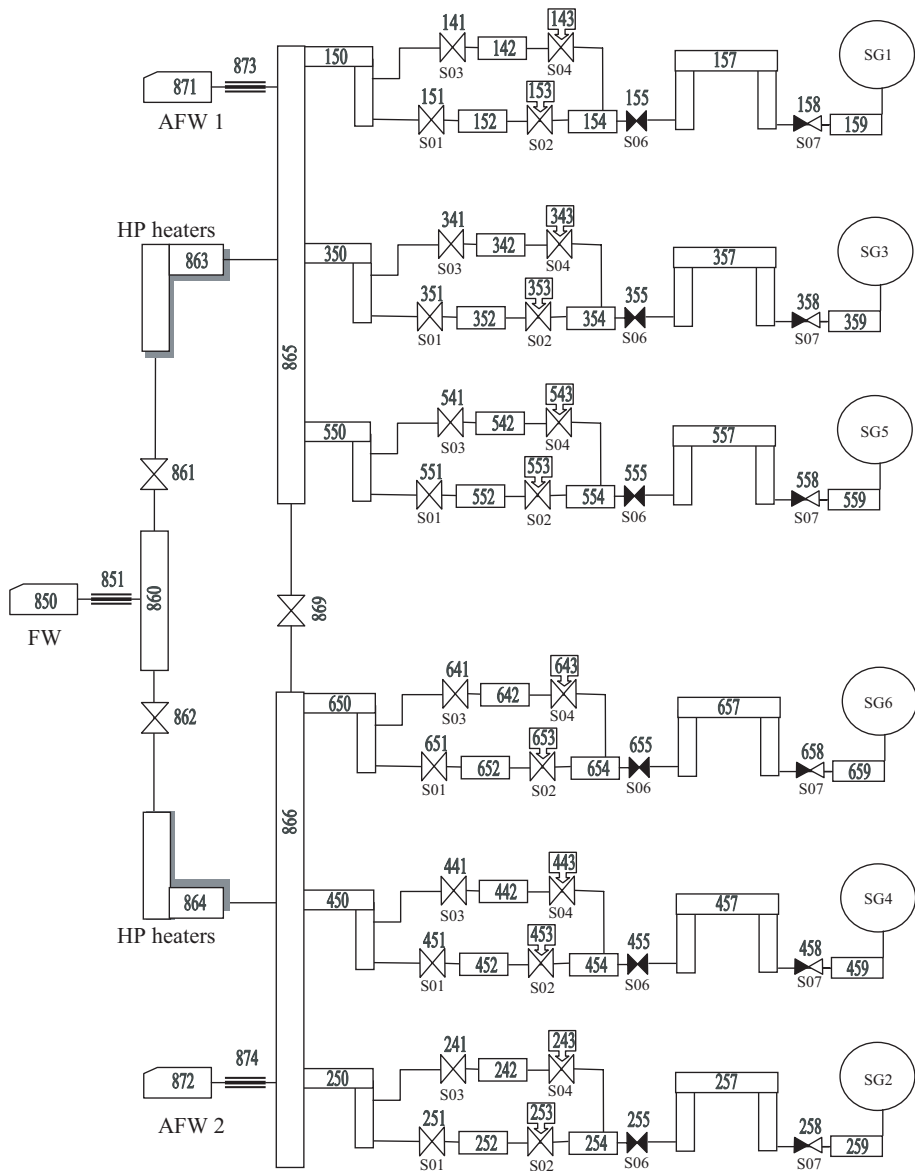 141
142
143
S03
S04
150
157
SG1
873
871
AFW 1
151
152
153
154
155
158
159
S01
S02
S06
S07
HP heaters
863
341
342
343
S03
S04
350
357
SG3
351
352
353
354
355
358
359
S01
S02
S06
S07
865
541
542
543
S03
S04
550
557
SG5
861
551
552
553
554
555
558
559
S01
S02
S06
S07
851
850
860
FW
869
641
642
643
S03
S04
650
657
SG6
862
651
652
653
654
655
658
659
S01
S02
S06
S07
866
441
442
443
S03
S04
450
457
SG4
864
HP heaters
451
452
453
454
455
458
459
S01
S02
S06
S07
241
242
243
S03
S04
250
257
SG2
874
872
AFW 2
251
252
253
254
255
258
259
S01
S02
S06
S07